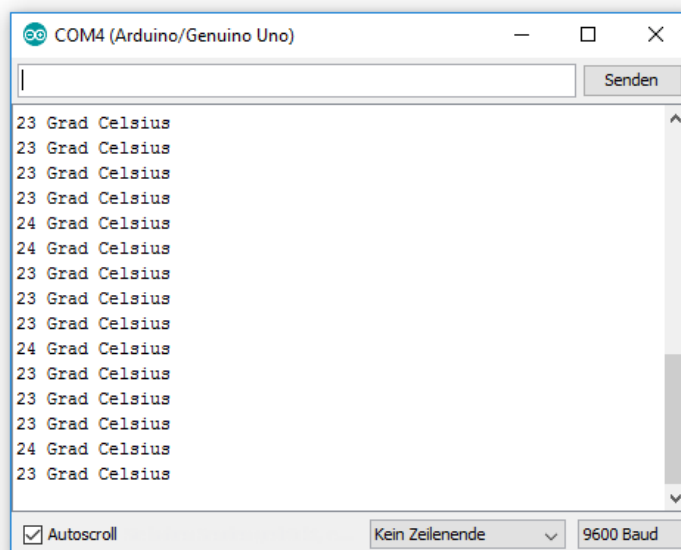 COM4 (Arduino/Genuino Uno)
Senden
23 Grad Celsius
23 Grad Celsius
23 Grad Celsius
23 Grad Celsius
24 Grad Celsius
24 Grad Celsius
23 Grad Celsius
23 Grad Celsius
23 Grad Celsius
24 Grad Celsius
23 Grad Celsius
23 Grad Celsius
23 Grad Celsius
24 Grad Celsius
23 Grad Celsius
Autoscroll Kein Zeilenende 9600 Baud